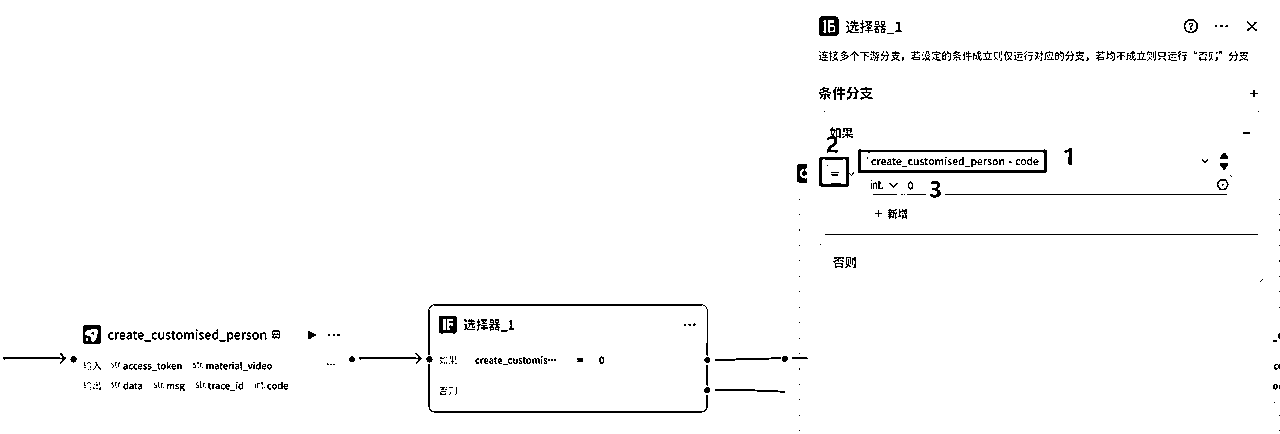 选择器_1
连接多个下游分支，若设定的条件成立则仅运行对应的分支，若均不成立则只运行“否则”分支
条件分支
如果
2
create_customised_person - code
1
=
int. 0
3
+ 新增
否则
create_customised_person
输入 str. access_token str. material_video
输出 str. data str. msg str. trace_id int. code
选择器_1
如果 create_customis··· = 0
否则